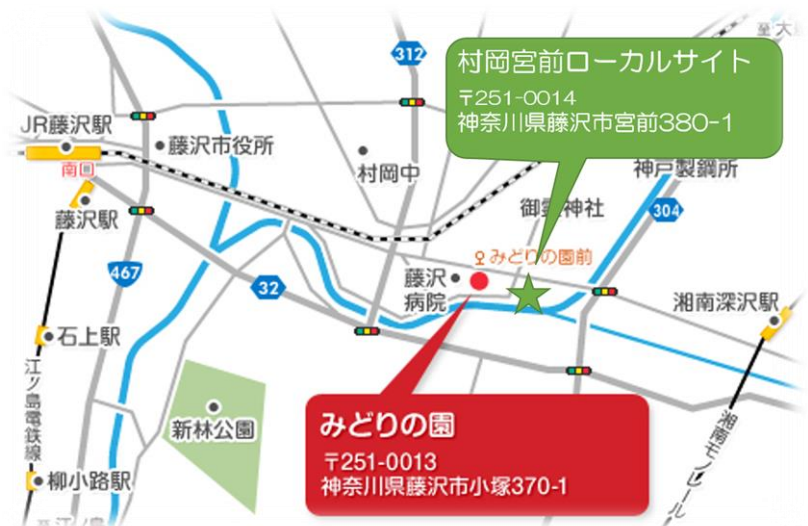 至大
312
村岡宮前ローカルサイト
〒251-0014
神奈川県藤沢市宮前380-1
JR藤沢駅
南口
藤沢市役所
村岡中
神戸製鋼所
藤沢駅
御霊神社
304
467
32
みどりの園前
藤沢
病院
湘南深沢駅
石上駅
江ノ島電鉄線
みどりの園
〒251-0013
神奈川県藤沢市小塚370-1
新林公園
湘南モノレール
柳小路駅
至江ノ島